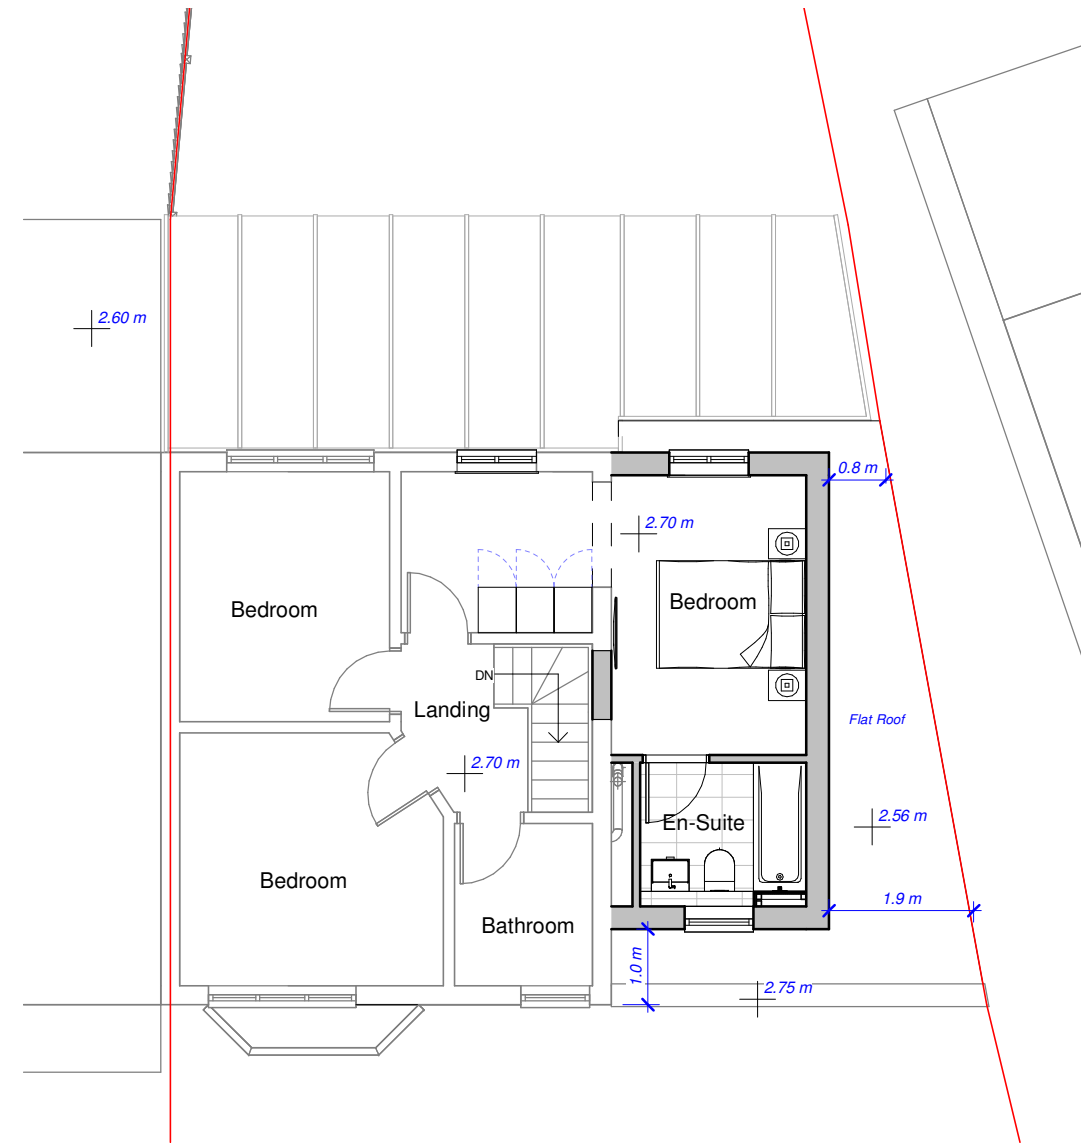 2.60 m
0.8 m
2.70 m
Bedroom
Bedroom
DN
Landing
Flat Roof
2.70 m
2.56 m
En-Suite
Bedroom
1.9 m
Bathroom
1.0 m
2.75 m